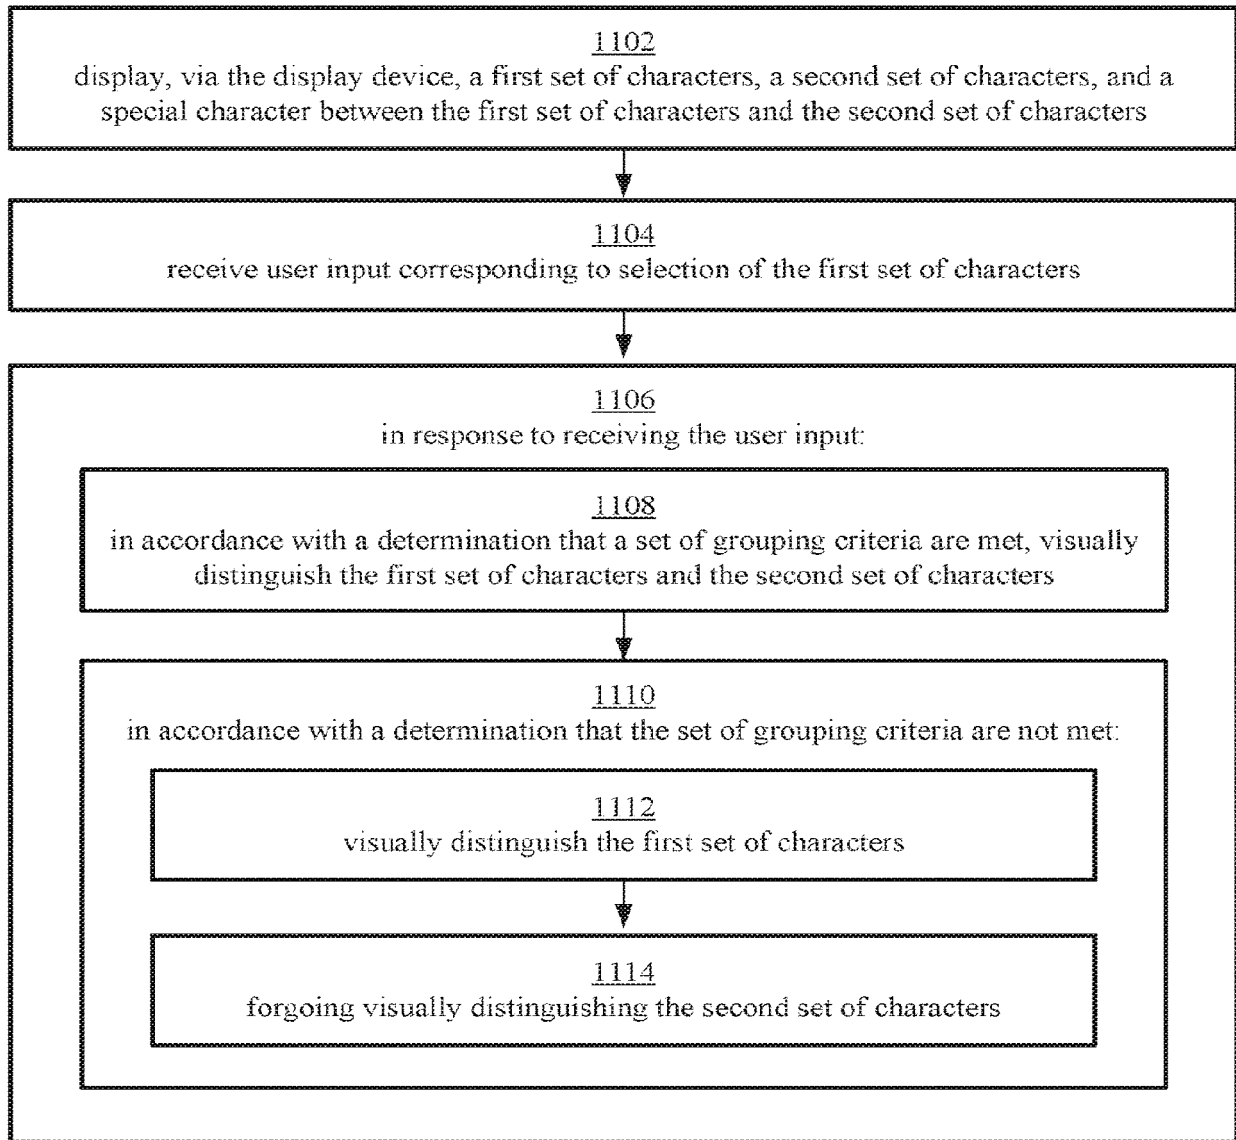 1102
display, via the display device, a first set of characters, a second set of characters, and a
special character between the first set of characters and the second set of characters
1104
receive user input corresponding to selection of the first set of characters
1106
in response to receiving the user input:
1108
in accordance with a determination that a set of grouping criteria are met, visually
distinguish the first set of characters and the second set of characters
1110
in accordance with a determination that the set of grouping criteria are not met:
1112
visually distinguish the first set of characters
1114
forgoing visually distinguishing the second set of characters